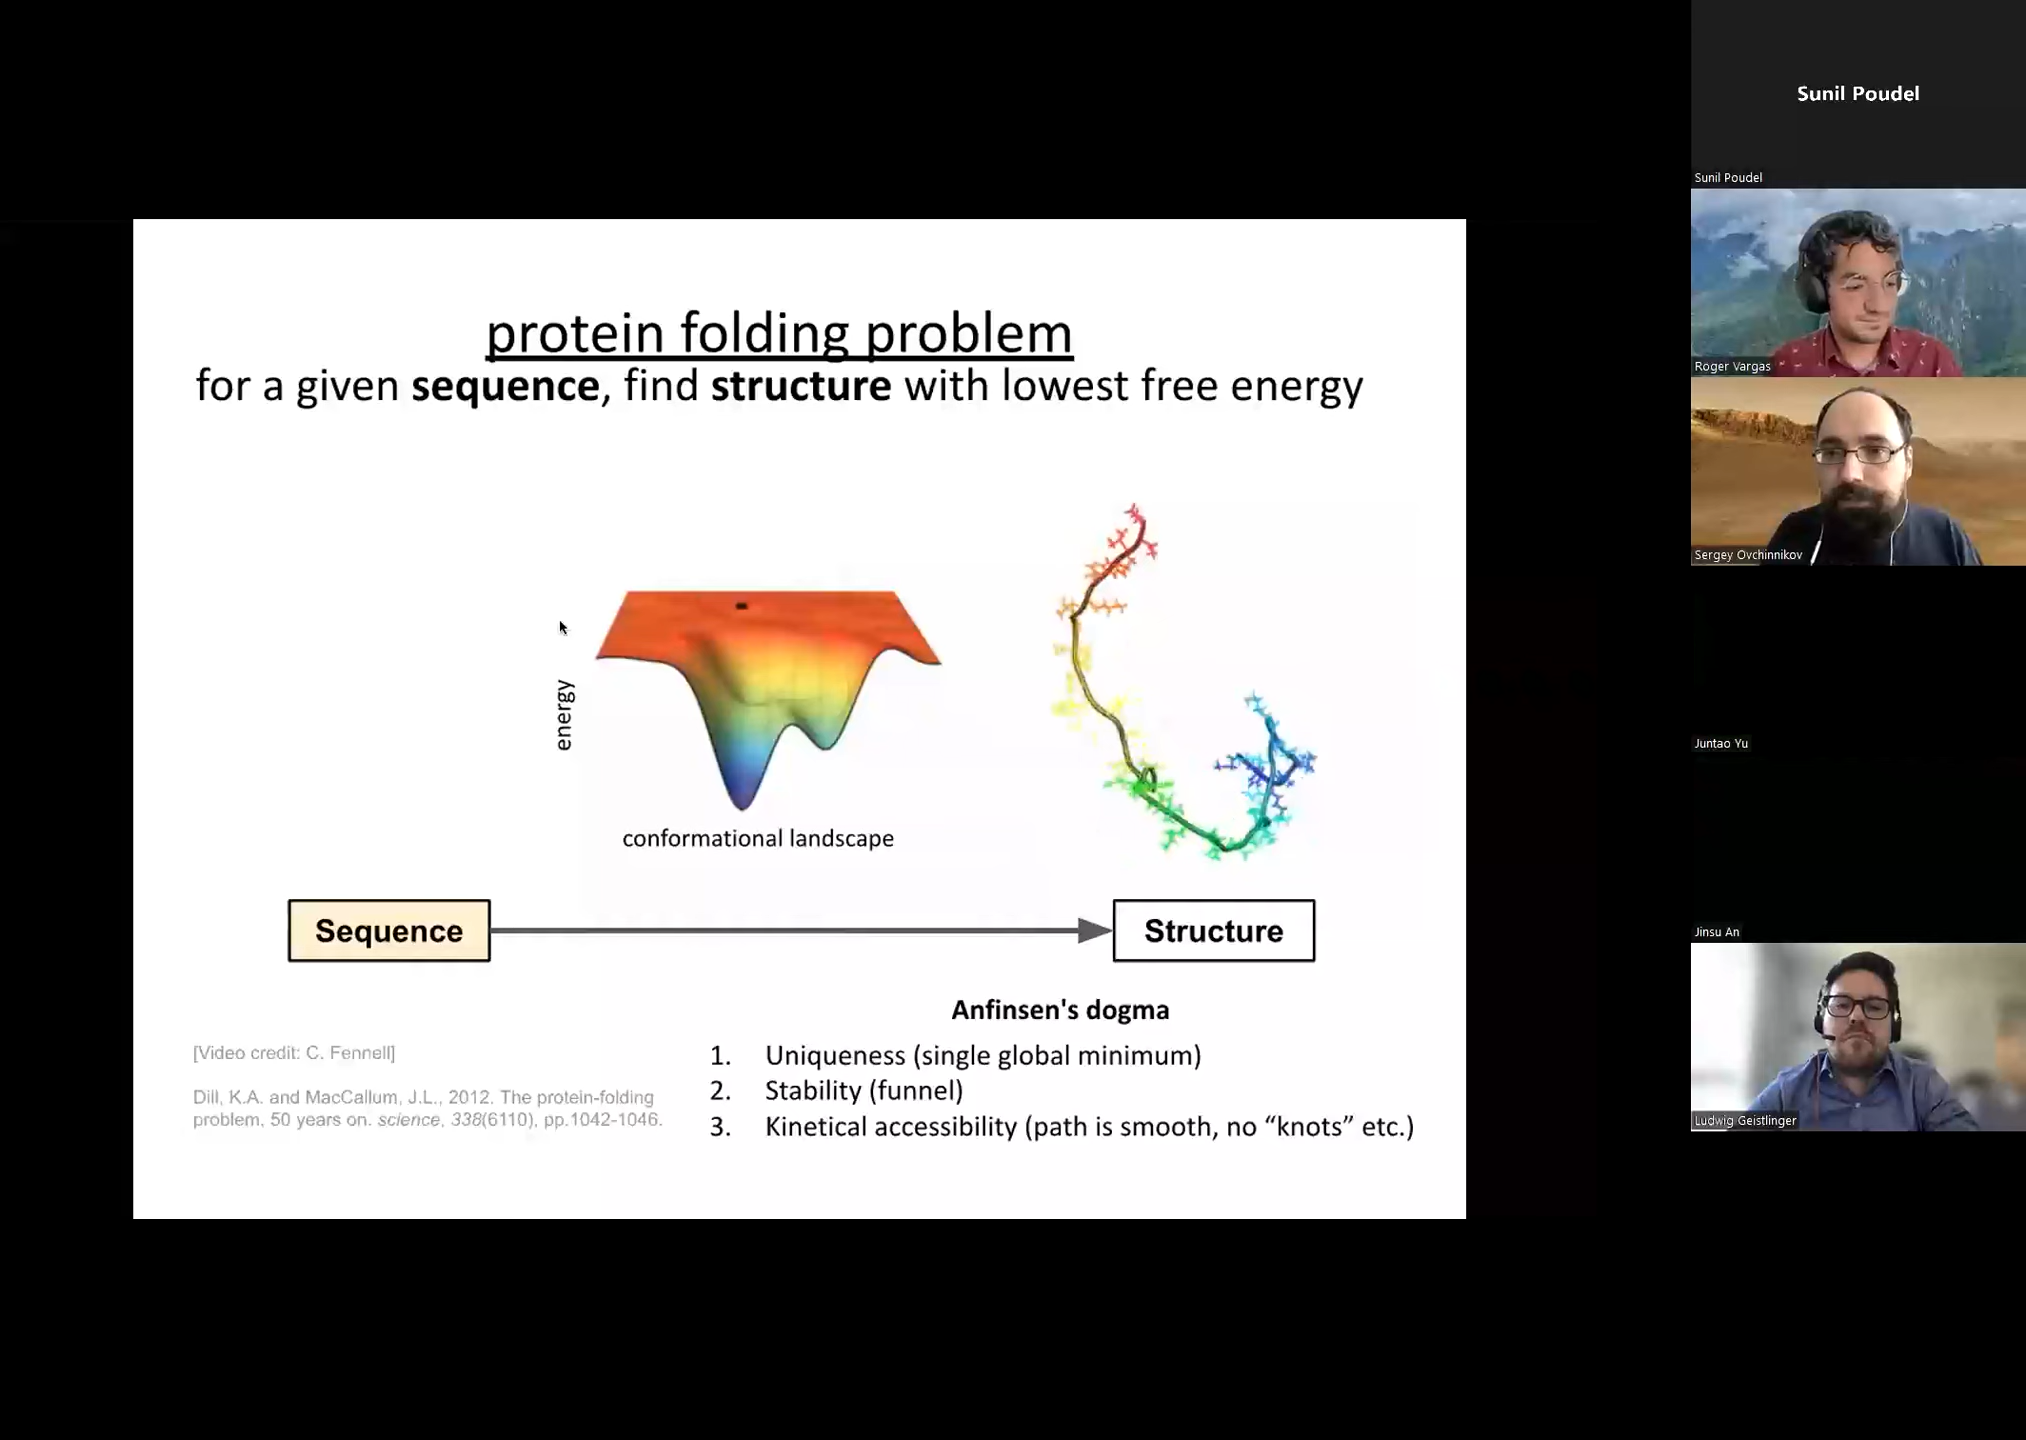 protein folding problem
for a given sequence, find structure with lowest free energy
energy
conformational landscape
Sequence
Structure
Anfinsen's dogma
1. Uniqueness (single global minimum)
2. Stability (funnel)
3. Kinetical accessibility (path is smooth, no “knots” etc.)
[Video credit: C. Fennell]
Dill, K.A. and MacCallum, J.L., 2012. The protein-folding
problem, 50 years on. science, 338(6110), pp.1042-1046.
Sunil Poudel
Sunil Poudel
Roger Vargas
Sergey Ovchinnikov
Juntao Yu
Jinsu An
Ludwig Geistlinger